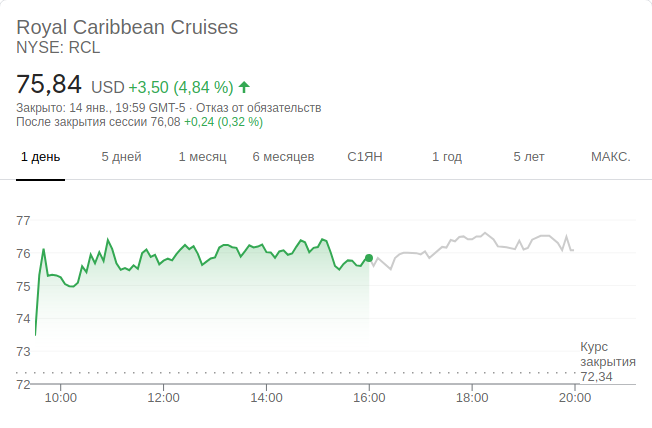 Royal Caribbean Cruises
NYSE: RCL
75,84 USD +3,50 (4,84 %)
Закрыто: 14 янв., 19:59 GMT-5 · Отказ от обязательств
После закрытия сессии 76,08 +0,24 (0,32 %)
1 день 5 дней 1 месяц 6 месяцев С1ЯН 1 год 5 лет МАКС.
77
76
75
74
73
Курс
закрытия
72,34
72
10:00 12:00 14:00 16:00 18:00 20:00